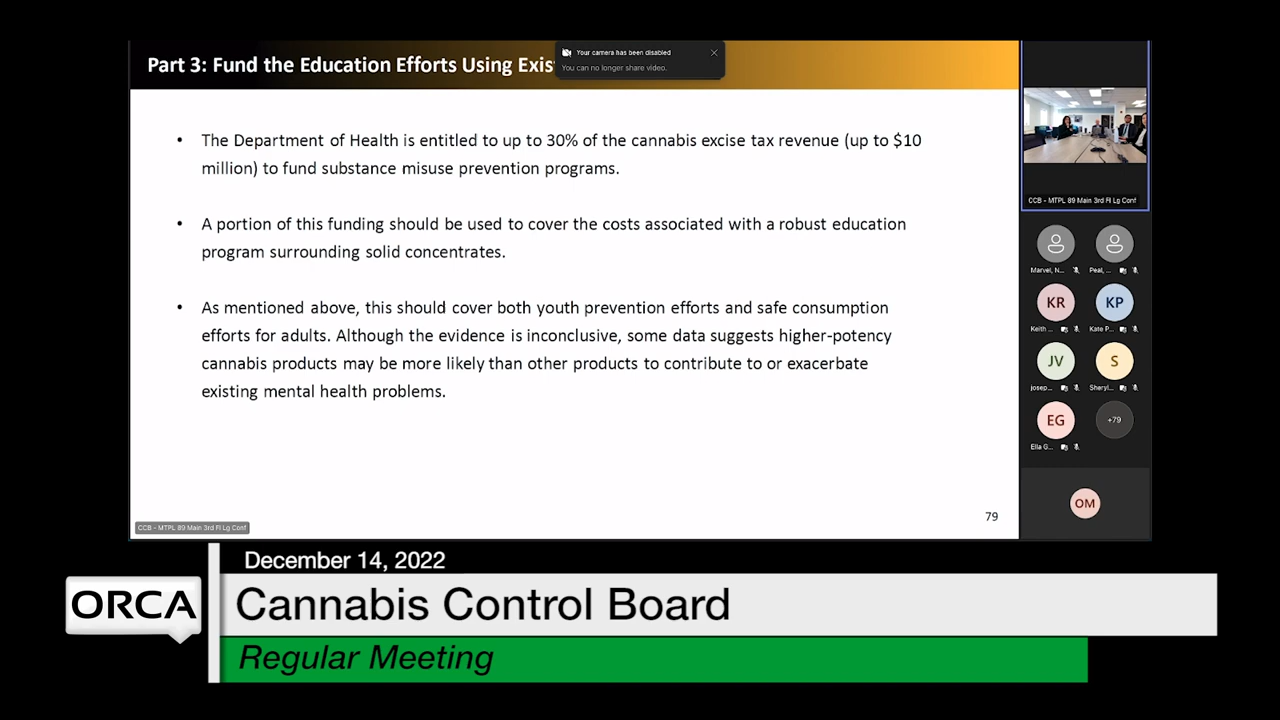 Part 3: Fund the Education Efforts Using Exis
Your camera has been disabled
You can no longer share video.
• The Department of Health is entitled to up to 30% of the cannabis excise tax revenue (up to $10
million) to fund substance misuse prevention programs.
• A portion of this funding should be used to cover the costs associated with a robust education
program surrounding solid concentrates.
• As mentioned above, this should cover both youth prevention efforts and safe consumption
efforts for adults. Although the evidence is inconclusive, some data suggests higher-potency
cannabis products may be more likely than other products to contribute to or exacerbate
existing mental health problems.
79
CCB - MTPL 89 Main 3rd Fl Lg Conf
CCB - MTPL 89 Main 3rd Fl Lg Conf
Marvel, N...
Peal, ...
KR
KP
Keith ...
Kate P...
JV
S
josep...
Sheryl...
EG
+79
Ella G...
OM
December 14, 2022
ORCA
Cannabis Control Board
Regular Meeting